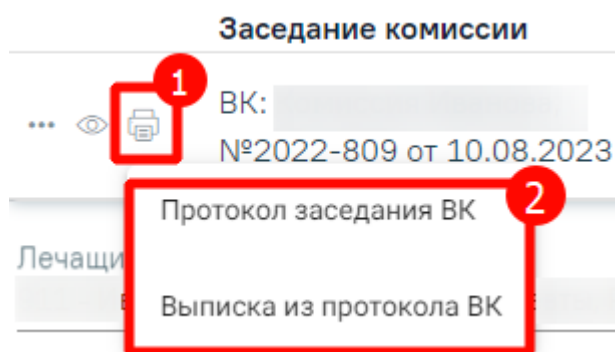 Заседание комиссии
1
ВК:
№2022-809 от 10.08.2023
2
Протокол заседания ВК
Лечащи
Выписка из протокола ВК